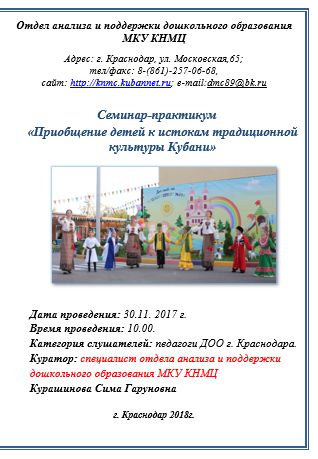 Отдел анализа и поддержки дошкольного образования
МКУ КНМЦ
Адрес: г. Краснодар, ул. Московская,65;
тел/факс: 8-(861)-257-06-68,
сайт: http://knmc.kubannet.ru; e-mail:dmc89@bk.ru
Семинар-практикум
«Приобщение детей к истокам традиционной
культуры Кубани»
Дата проведения: 30.11. 2017 г.
Время проведения: 10.00.
Категория слушателей: педагоги ДОО г. Краснодара.
Куратор: специалист отдела анализа и поддержки
дошкольного образования МКУ КНМЦ
Курашинова Сима Гаруновна
г. Краснодар 2018г.